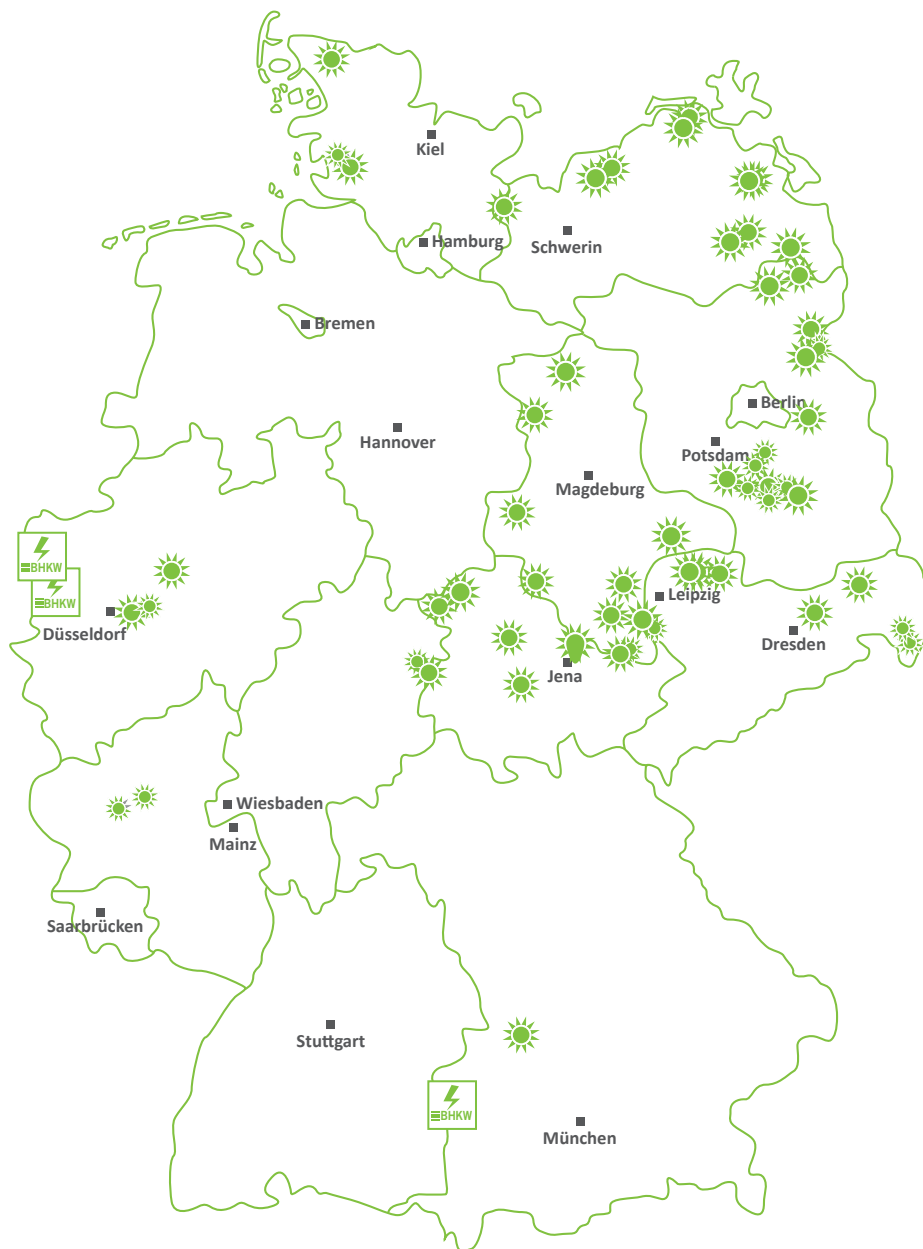 Kiel
Hamburg
Schwerin
Bremen
Berlin
Hannover
Potsdam
Magdeburg
BHKW
BHKW
Leipzig
Düsseldorf
Dresden
Jena
Wiesbaden
Mainz
Saarbrücken
Stuttgart
BHKW
München